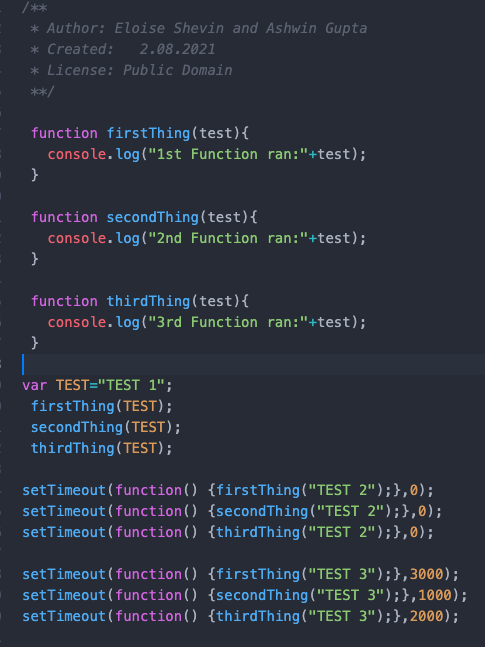 /**
 * Author: Eloise Shevin and Ashwin Gupta
 * Created:   2.08.2021
 * License: Public Domain
 **/
 function firstThing(test){
   console.log("1st Function ran:"+test);
 }
 function secondThing(test){
   console.log("2nd Function ran:"+test);
 }
 function thirdThing(test){
   console.log("3rd Function ran:"+test);
 }
var TEST="TEST 1";
 firstThing(TEST);
 secondThing(TEST);
 thirdThing(TEST);
setTimeout(function() {firstThing("TEST 2");},0);
setTimeout(function() {secondThing("TEST 2");},0);
setTimeout(function() {thirdThing("TEST 2");},0);
setTimeout(function() {firstThing("TEST 3");},3000);
setTimeout(function() {secondThing("TEST 3");},1000);
setTimeout(function() {thirdThing("TEST 3");},2000);